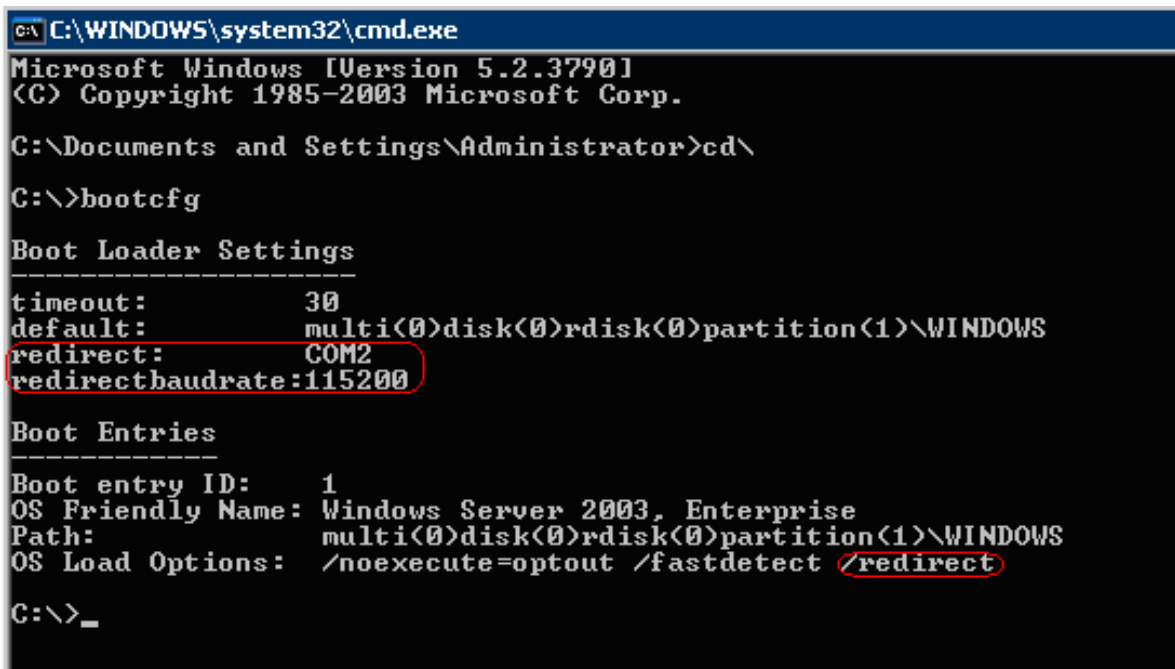 C:\WINDOWS\system32\cmd.exe
Microsoft Windows [Version 5.2.3790]
(C) Copyright 1985-2003 Microsoft Corp.
C:\Documents and Settings\Administrator>cd\
C:\>bootcfg
Boot Loader Settings
--------------------
timeout: 30
default: multi(0)disk(0)rdisk(0)partition(1)\WINDOWS
redirect: COM2
redirectbaudrate:115200
Boot Entries
------------
Boot entry ID: 1
OS Friendly Name: Windows Server 2003, Enterprise
Path: multi(0)disk(0)rdisk(0)partition(1)\WINDOWS
OS Load Options: /noexecute=optout /fastdetect /redirect
C:\>_